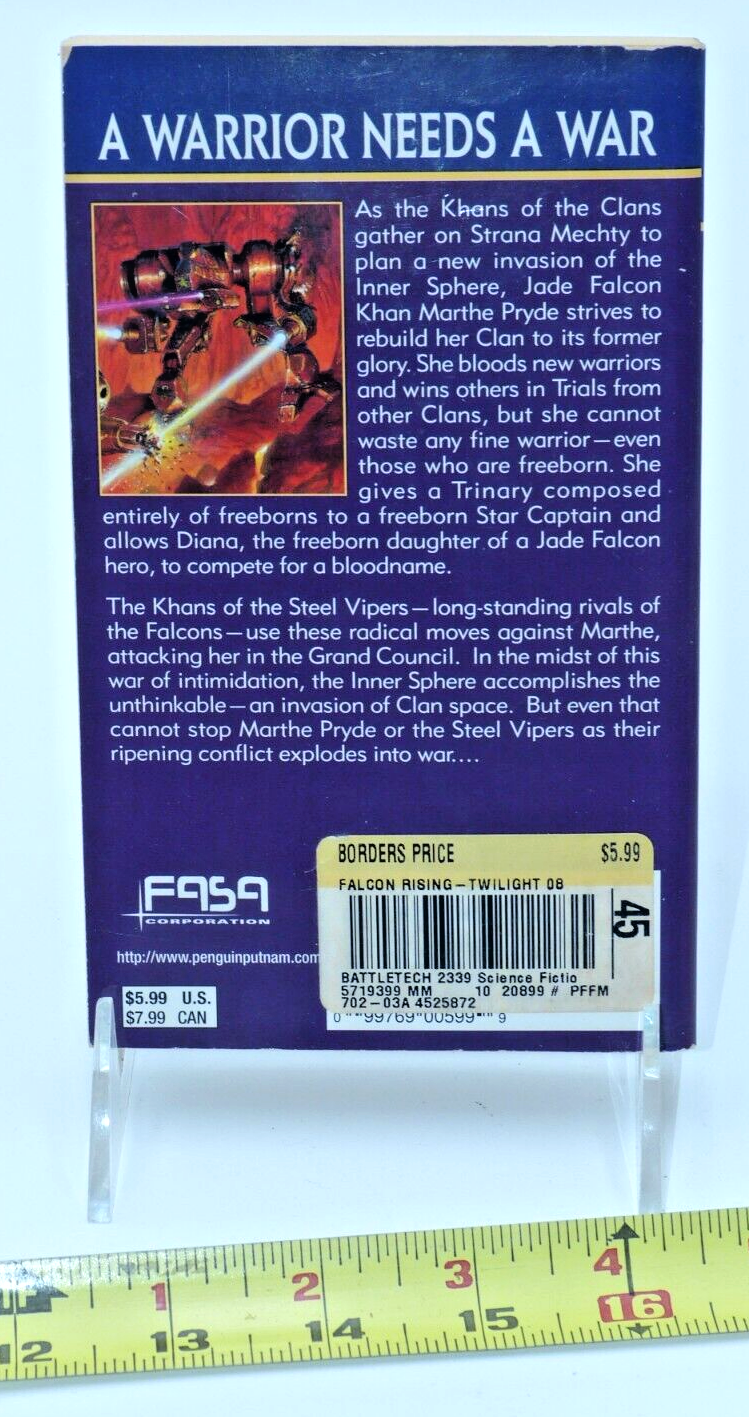 A WARRIOR NEEDS A WAR
As the Khans of the Clans
gather on Strana Mechty to
plan a new invasion of the
Inner Sphere, Jade Falcon
Khan Marthe Pryde strives to
rebuild her Clan to its former
glory. She bloods new warriors
and wins others in Trials from
other Clans, but she cannot
waste any fine warrior—even
those who are freeborn. She
gives a Trinary composed
entirely of freeborns to a freeborn Star Captain and
allows Diana, the freeborn daughter of a Jade Falcon
hero, to compete for a bloodname.
The Khans of the Steel Vipers—long-standing rivals of
the Falcons—use these radical moves against Marthe,
attacking her in the Grand Council. In the midst of this
war of intimidation, the Inner Sphere accomplishes the
unthinkable—an invasion of Clan space. But even that
cannot stop Marthe Pryde or the Steel Vipers as their
ripening conflict explodes into war....
BORDERS PRICE $5.99
FALCON RISING-TWILIGHT 08
45
BATTLETECH 2339 Science Fictio
5719399 MM 10 20899 # PFFM
702-03A 4525872
FASA
CORPORATION
http://www.penguinputnam.com
$5.99 U.S.
$7.99 CAN
0 99769 00599 9
1 2 3 4
12 13 14 15 16